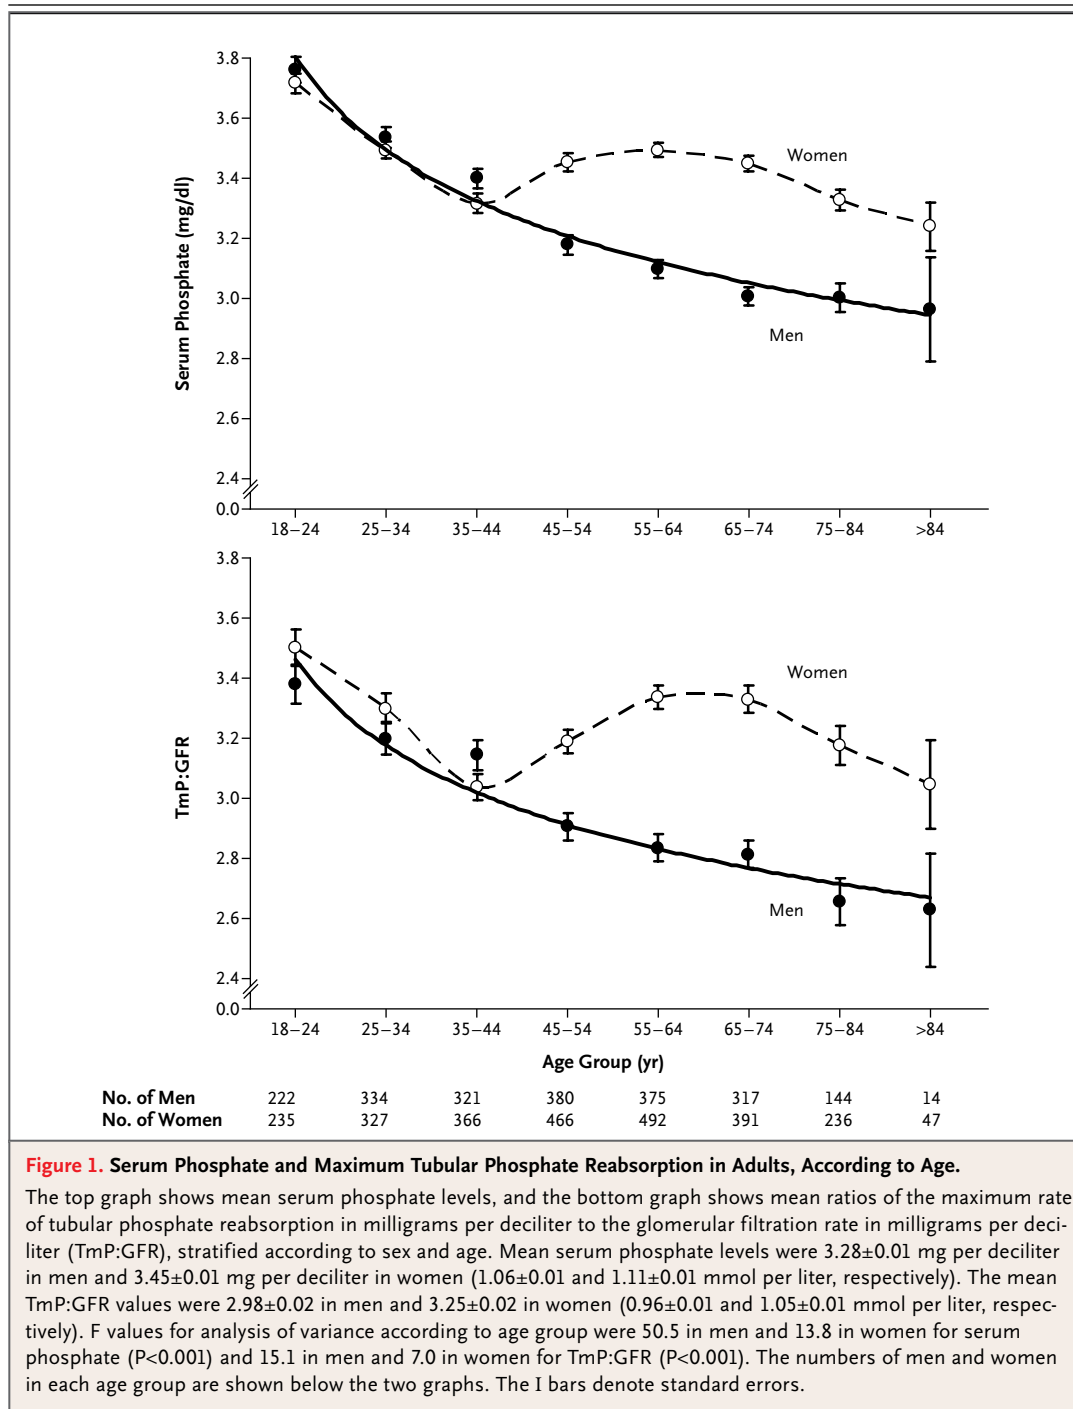 3.8
3.6
3.4
3.2
3.0
2.8
2.6
2.4
0.0
Serum Phosphate (mg/dl)
Women
Men
18–24 25–34 35–44 45–54 55–64 65–74 75–84 >84
3.8
3.6
3.4
3.2
3.0
2.8
2.6
2.4
0.0
TmP:GFR
Women
Men
18–24 25–34 35–44 45–54 55–64 65–74 75–84 >84
Age Group (yr)
No. of Men 222 334 321 380 375 317 144 14
No. of Women 235 327 366 466 492 391 236 47
Figure 1. Serum Phosphate and Maximum Tubular Phosphate Reabsorption in Adults, According to Age.
The top graph shows mean serum phosphate levels, and the bottom graph shows mean ratios of the maximum rate
of tubular phosphate reabsorption in milligrams per deciliter to the glomerular filtration rate in milligrams per deci-
liter (TmP:GFR), stratified according to sex and age. Mean serum phosphate levels were 3.28±0.01 mg per deciliter
in men and 3.45±0.01 mg per deciliter in women (1.06±0.01 and 1.11±0.01 mmol per liter, respectively). The mean
TmP:GFR values were 2.98±0.02 in men and 3.25±0.02 in women (0.96±0.01 and 1.05±0.01 mmol per liter, respec-
tively). F values for analysis of variance according to age group were 50.5 in men and 13.8 in women for serum
phosphate (P<0.001) and 15.1 in men and 7.0 in women for TmP:GFR (P<0.001). The numbers of men and women
in each age group are shown below the two graphs. The I bars denote standard errors.